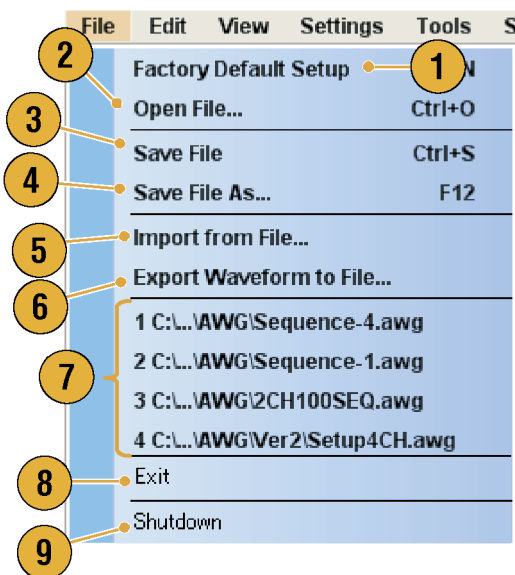 File Edit View Settings Tools S
Factory Default Setup 1 N
2
Open File... Ctrl+O
3
Save File Ctrl+S
4
Save File As... F12
5
Import from File...
6
Export Waveform to File...
7
1 C:\...\AWG\Sequence-4.awg
2 C:\...\AWG\Sequence-1.awg
3 C:\...\AWG\2CH100SEQ.awg
4 C:\...\AWG\Ver2\Setup4CH.awg
8
Exit
9
Shutdown